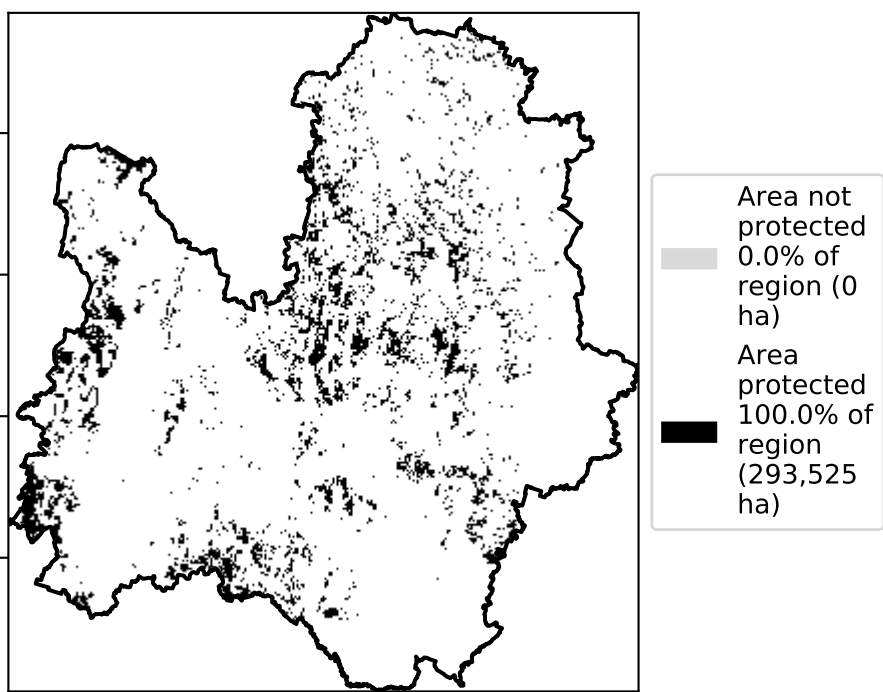 Area not
protected
0.0% of
region (0
ha)
Area
protected
100.0% of
region
(293,525
ha)